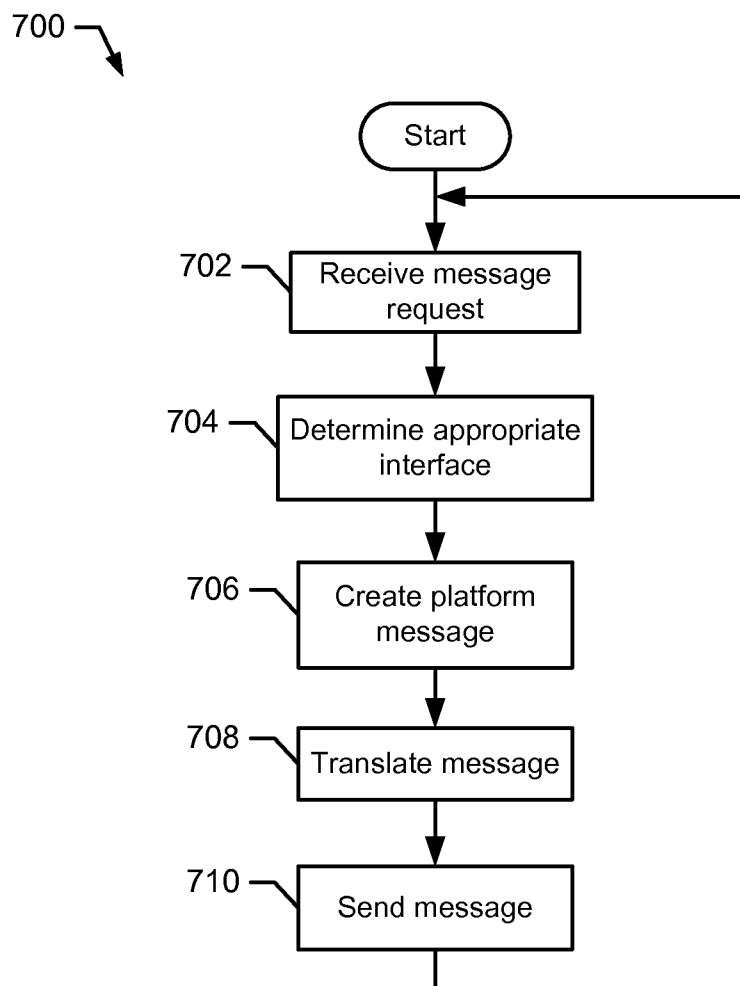 700
Start
702
Receive message
request
704
Determine appropriate
interface
706
Create platform
message
708
Translate message
710
Send message